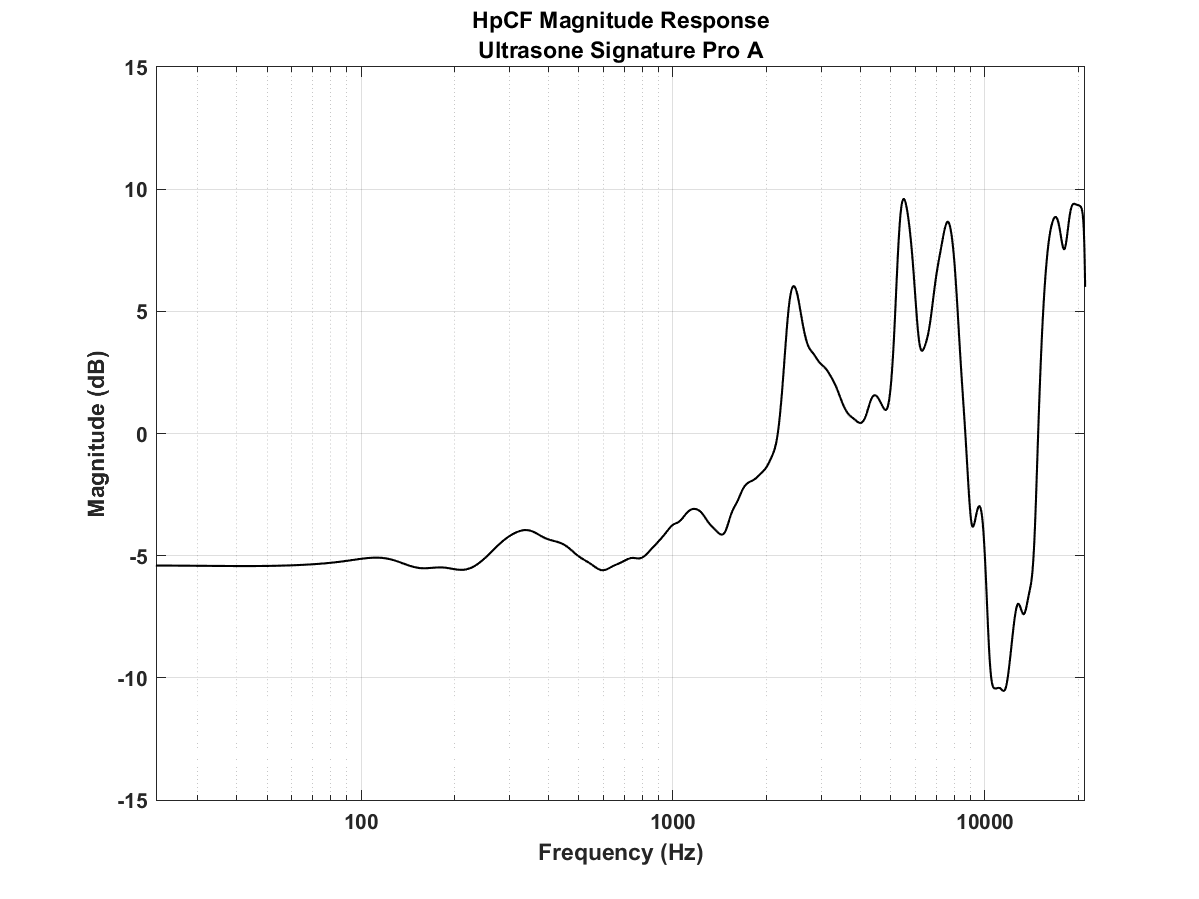 HpCF Magnitude Response
Ultrasone Signature Pro A
15
10
5
0
-5
-10
-15
Magnitude (dB)
100
1000
10000
Frequency (Hz)